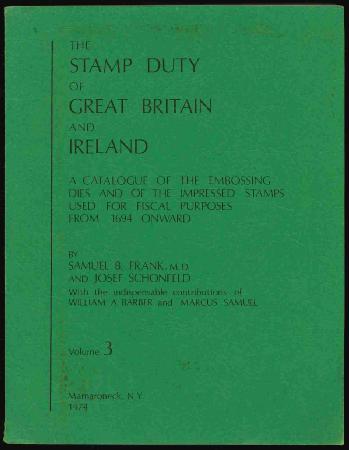 THE
STAMP DUTY
OF
GREAT BRITAIN
AND
IRELAND
A CATALOGUE OF THE EMBOSSING
DIES AND OF THE IMPRESSED STAMPS
USED FOR FISCAL PURPOSES
FROM 1694 ONWARD
BY
SAMUEL B. FRANK, M.D.
AND JOSEF SCHONFELD
With the indispensable contributions of
WILLIAM A. BARBER and MARCUS SAMUEL
Volume 3
Mamaroneck, N.Y.